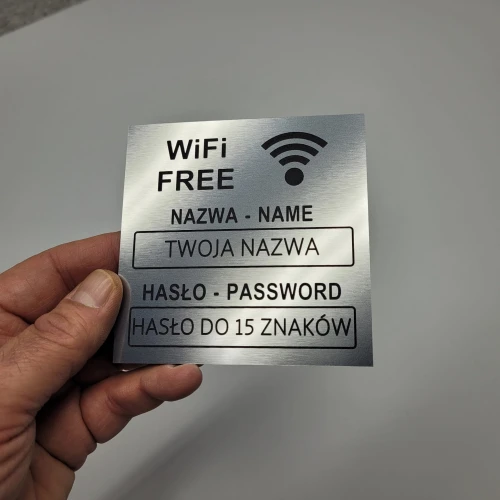 WiFi
FREE
NAZWA - NAME
TWOJA NAZWA
HASŁO - PASSWORD
HASŁO DO 15 ZNAKÓW